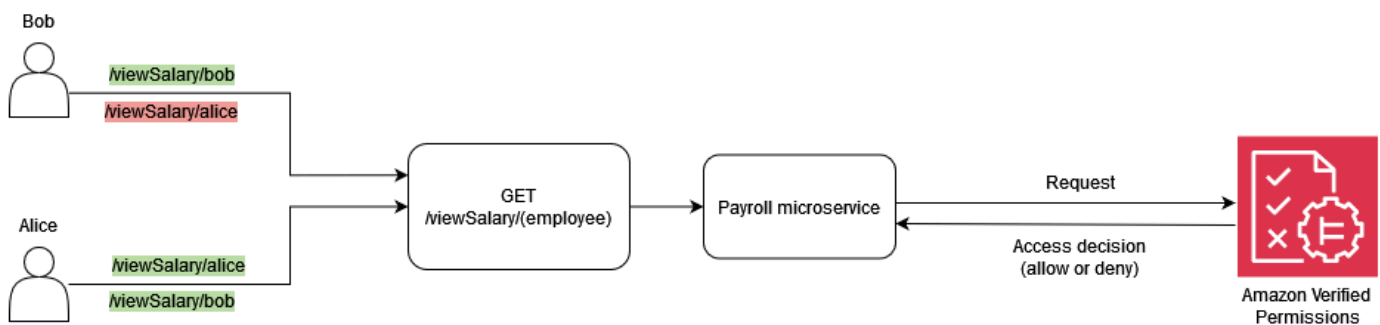 Bob
/viewSalary/bob
/viewSalary/alice
Alice
/viewSalary/alice
/viewSalary/bob
GET
/viewSalary/(employee)
Payroll microservice
Request
Access decision
(allow or deny)
Amazon Verified
Permissions